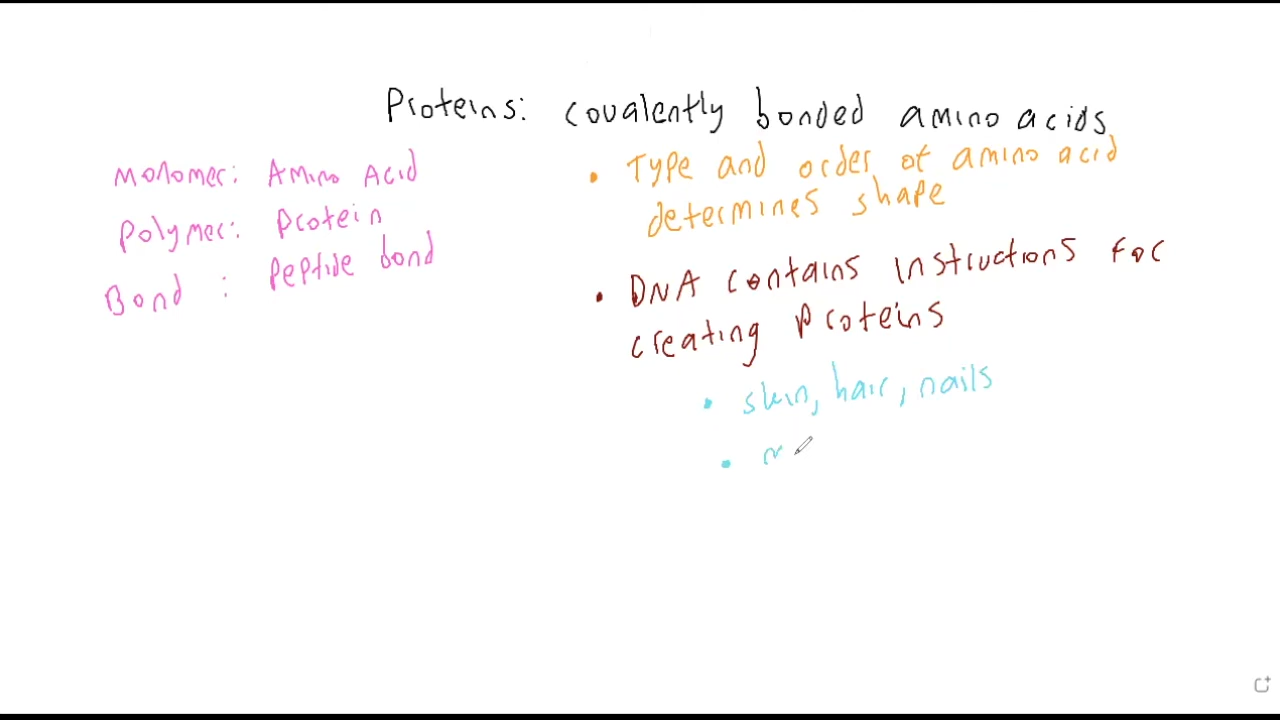 Proteins: covalently bonded amino acids
Monomer: Amino Acid
Polymer: Protein
Bond : Peptide bond
• Type and order of amino acid
determines shape
• DNA contains instructions for
creating proteins
• skin, hair, nails
•